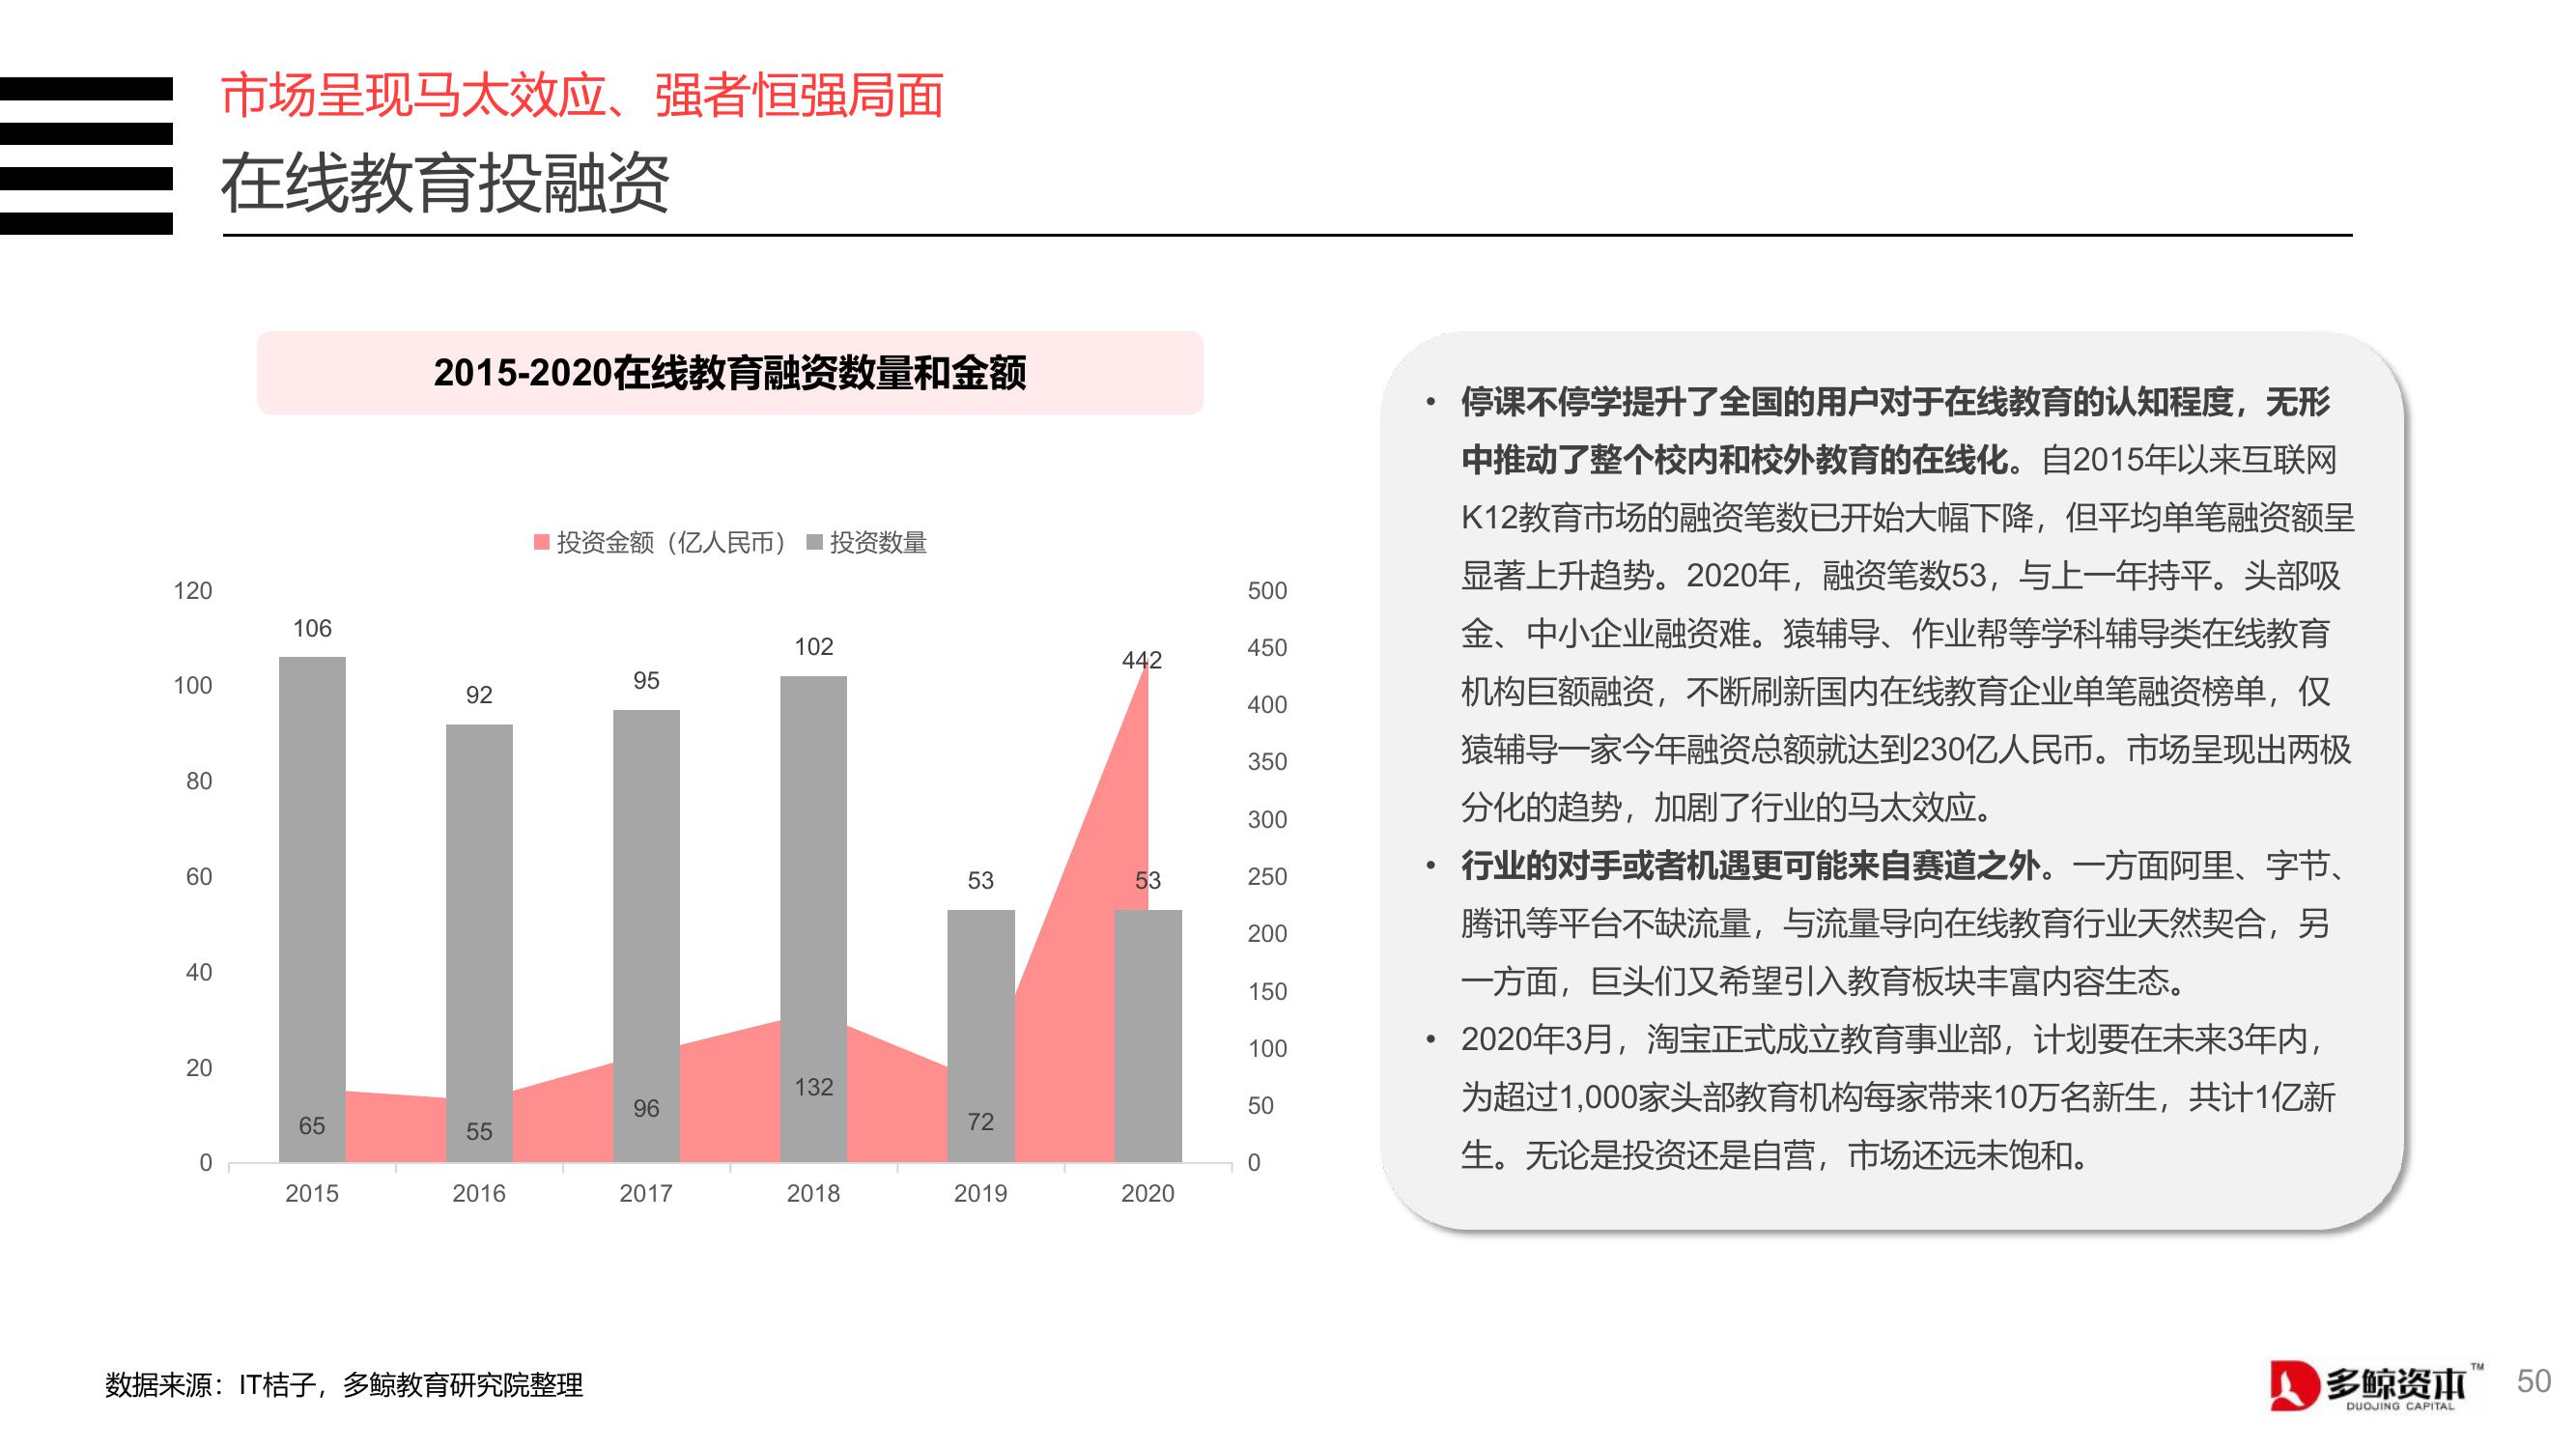 市场呈现马太效应、强者恒强局面
在线教育投融资
2015-2020在线教育融资数量和金额
投资金额（亿人民币） 投资数量
120
100
80
60
40
20
0
500
450
400
350
300
250
200
150
100
50
0
106
92
95
102
53
53
442
65
55
96
132
72
2015 2016 2017 2018 2019 2020
• 停课不停学提升了全国的用户对于在线教育的认知程度，无形
中推动了整个校内和校外教育的在线化。自2015年以来互联网
K12教育市场的融资笔数已开始大幅下降，但平均单笔融资额呈
显著上升趋势。2020年，融资笔数53，与上一年持平。头部吸
金、中小企业融资难。猿辅导、作业帮等学科辅导类在线教育
机构巨额融资，不断刷新国内在线教育企业单笔融资榜单，仅
猿辅导一家今年融资总额就达到230亿人民币。市场呈现出两极
分化的趋势，加剧了行业的马太效应。
• 行业的对手或者机遇更可能来自赛道之外。一方面阿里、字节、
腾讯等平台不缺流量，与流量导向在线教育行业天然契合，另
一方面，巨头们又希望引入教育板块丰富内容生态。
• 2020年3月，淘宝正式成立教育事业部，计划要在未来3年内，
为超过1,000家头部教育机构每家带来10万名新生，共计1亿新
生。无论是投资还是自营，市场还远未饱和。
数据来源：IT桔子，多鲸教育研究院整理
多鲸资本™
DUOJING CAPITAL
50